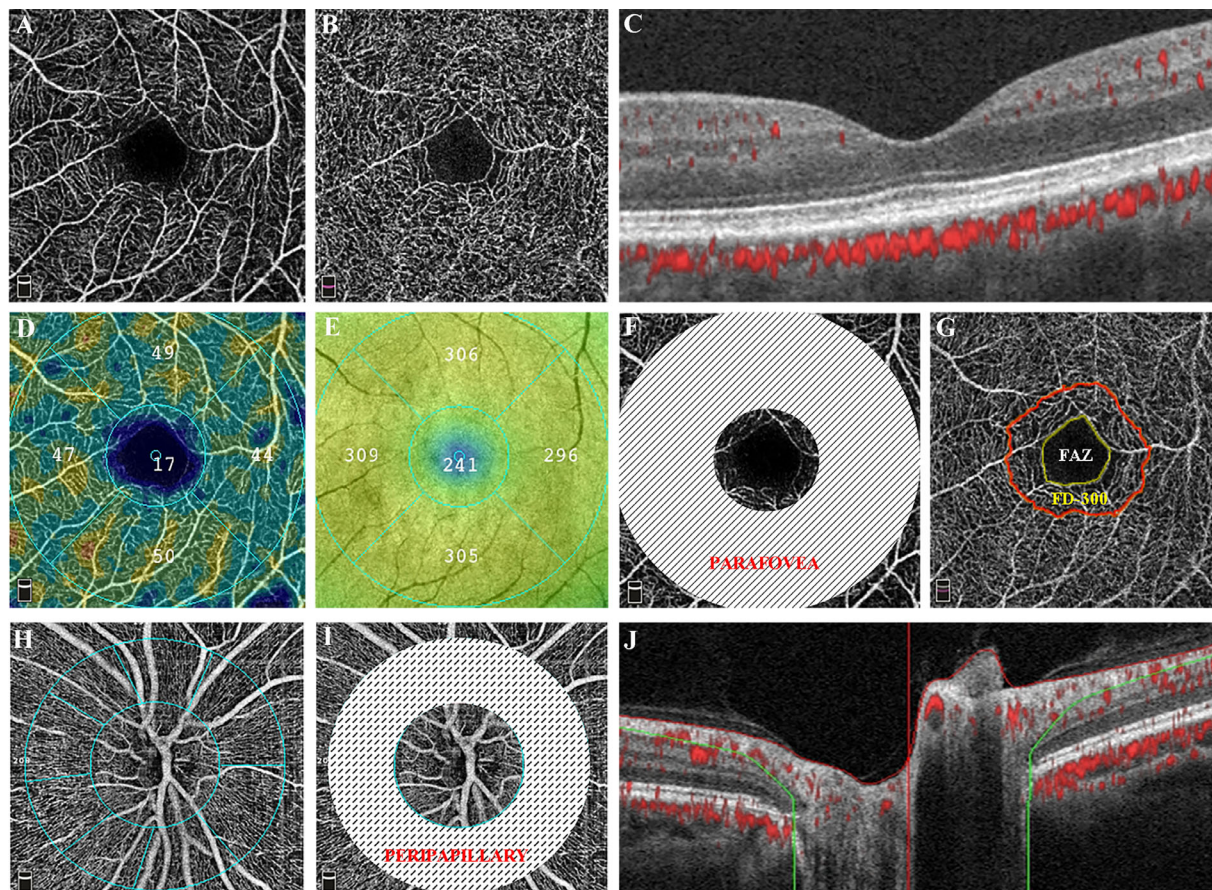 A
B
C
D
49
47
17
44
50
E
306
309
241
296
305
F
PARAFOVEA
G
FAZ
FD-300
H
I
PERIPAPILLARY
J